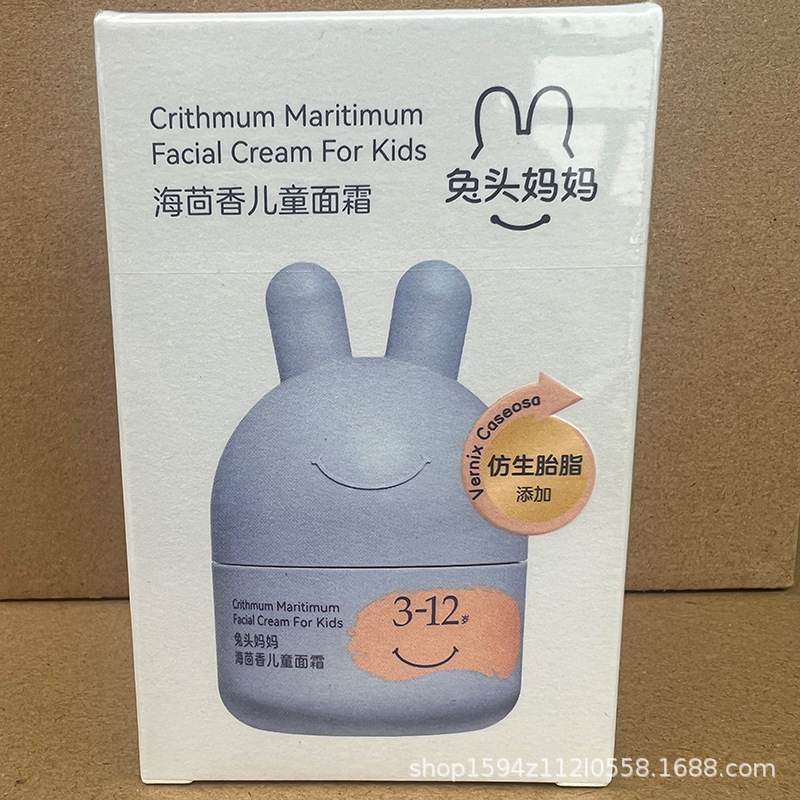 Crithmum Maritimum
Facial Cream For Kids
海茴香儿童面霜
兔头妈妈
Vernix Caseosa
仿生胎脂
添加
Crithmum Maritimum
Facial Cream For Kids
兔头妈妈
海茴香儿童面霜
3-12岁
shop1594z112l0558.1688.com